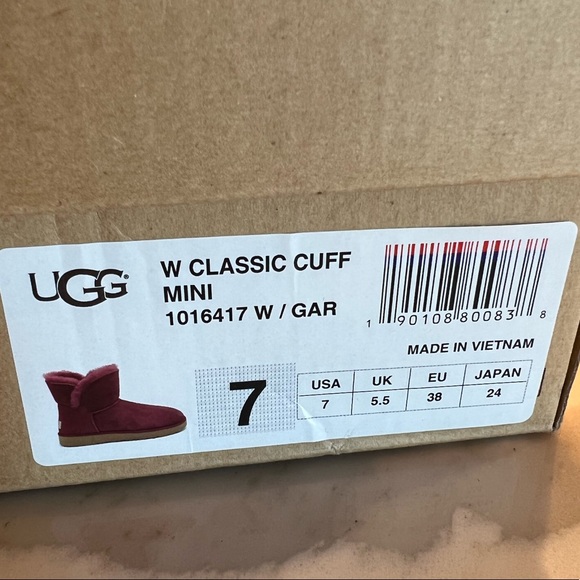 UGG®
W CLASSIC CUFF
MINI
1016417 W / GAR
1 90108 80083 8
MADE IN VIETNAM
7
USA UK EU JAPAN
7 5.5 38 24